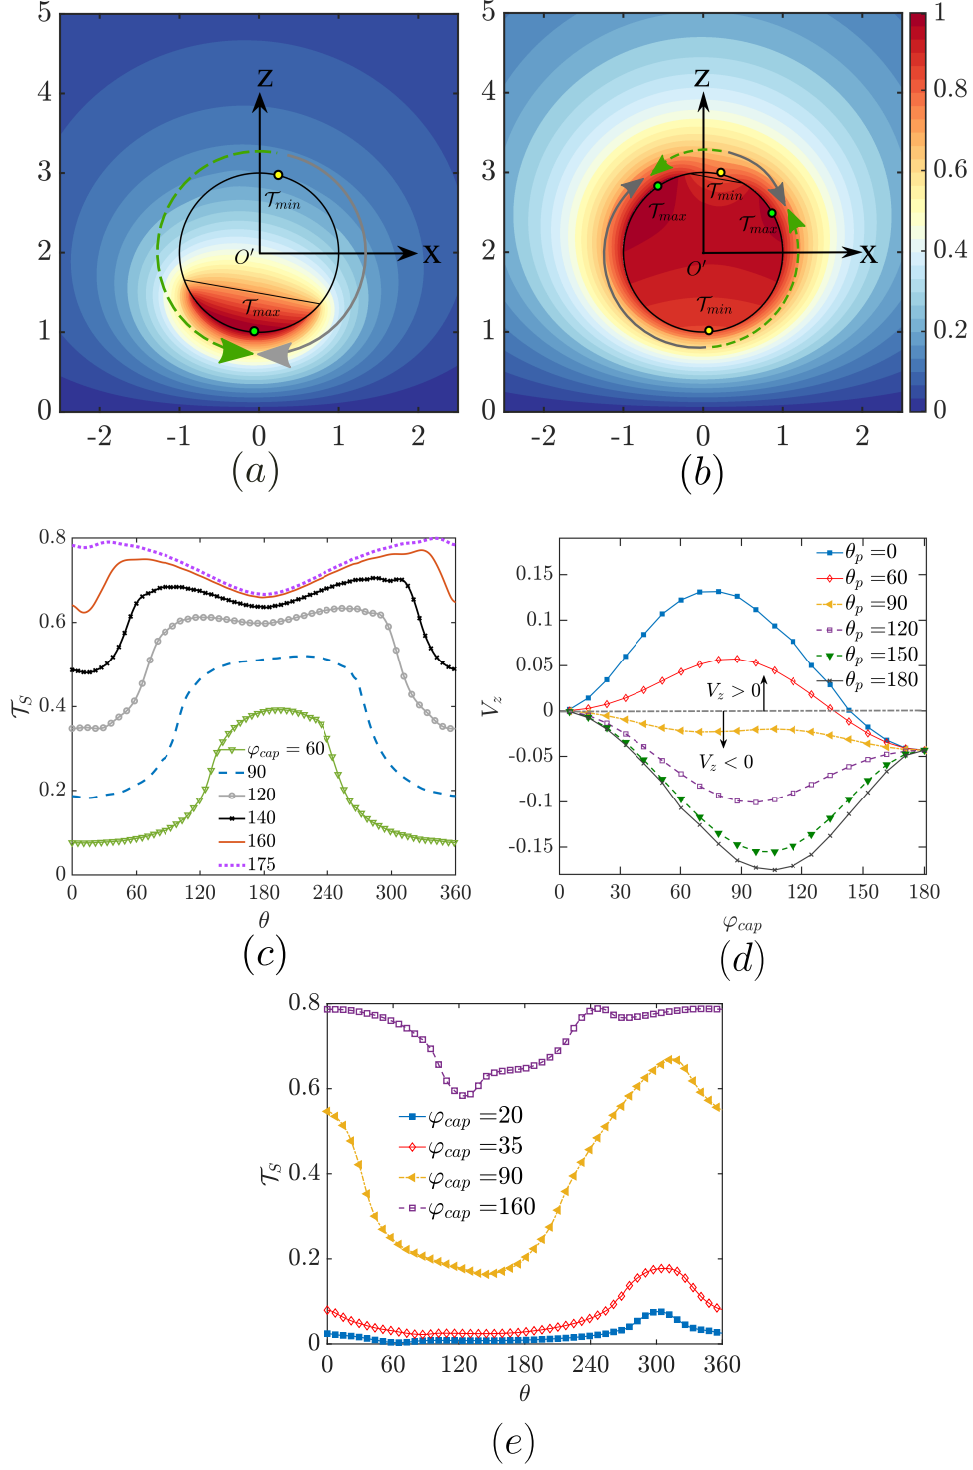 5
4
3
2
1
0
-2
-1
0
1
2
Z
X
O′
𝒯min
𝒯max
(a)
5
4
3
2
1
0
-2
-1
0
1
2
Z
X
O′
𝒯min
𝒯max
𝒯max
𝒯min
1
0.8
0.6
0.4
0.2
0
(b)
0.8
0.6
0.4
0.2
0
𝒯S
0 60 120 180 240 300 360
θ
φcap = 60
90
120
140
160
175
(c)
0.15
0.1
0.05
0
-0.05
-0.1
-0.15
Vz
0 30 60 90 120 150 180
φcap
θp =0
θp =60
θp =90
θp =120
θp =150
θp =180
Vz > 0
Vz < 0
(d)
0.8
0.6
0.4
0.2
0
𝒯S
0 60 120 180 240 300 360
θ
φcap =20
φcap =35
φcap =90
φcap =160
(e)